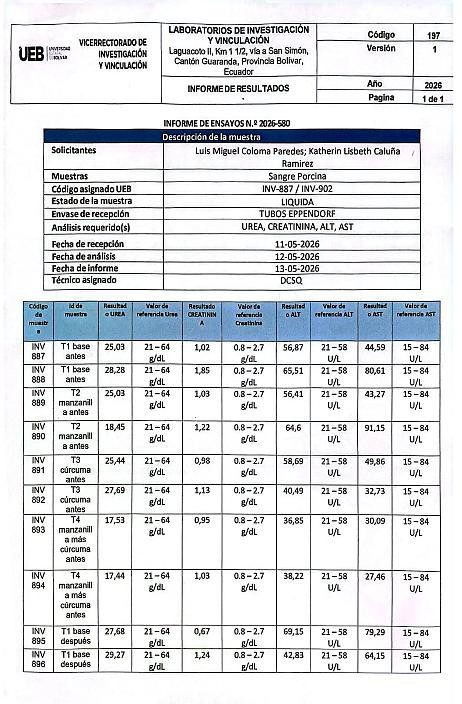 UEB UNIVERSIDAD ESTATAL DE BOLÍVAR
VICERRECTORADO DE
INVESTIGACIÓN
Y VINCULACIÓN
LABORATORIOS DE INVESTIGACIÓN
Y VINCULACIÓN
Laguacoto II, Km 1 1/2, vía a San Simón,
Cantón Guaranda, Provincia Bolívar,
Ecuador
INFORME DE RESULTADOS
Código 197
Versión 1
Año 2026
Pagina 1 de 1
INFORME DE ENSAYOS N.º 2026-580
Descripción de la muestra
Solicitantes Luis Miguel Coloma Paredes; Katherin Lisbeth Caluña
Ramirez
Muestras Sangre Porcina
Código asignado UEB INV-887 / INV-902
Estado de la muestra LIQUIDA
Envase de recepción TUBOS EPPENDORF
Análisis requerido(s) UREA, CREATININA, ALT, AST
Fecha de recepción 11-05-2026
Fecha de análisis 12-05-2026
Fecha de informe 13-05-2026
Técnico asignado DCSQ
Código de muestra Id de muestra Resultado UREA Valor de referencia Urea Resultado CREATININA Valor de referencia Creatinina Resultado ALT Valor de referencia ALT Resultado AST Valor de referencia AST
INV 887 T1 base antes 25,03 21–64 g/dL 1,02 0.8–2.7 g/dL 56,87 21–58 U/L 44,59 15–84 U/L
INV 888 T1 base antes 28,28 21–64 g/dL 1,85 0.8–2.7 g/dL 65,51 21–58 U/L 80,61 15–84 U/L
INV 889 T2 manzanilla antes 25,03 21–64 g/dL 1,03 0.8–2.7 g/dL 56,41 21–58 U/L 43,27 15–84 U/L
INV 890 T2 manzanilla antes 18,45 21–64 g/dL 1,22 0.8–2.7 g/dL 64,6 21–58 U/L 91,15 15–84 U/L
INV 891 T3 cúrcuma antes 25,44 21–64 g/dL 0,98 0.8–2.7 g/dL 58,69 21–58 U/L 49,86 15–84 U/L
INV 892 T3 cúrcuma antes 27,69 21–64 g/dL 1,13 0.8–2.7 g/dL 40,49 21–58 U/L 32,73 15–84 U/L
INV 893 T4 manzanilla más cúrcuma antes 17,53 21–64 g/dL 0,95 0.8–2.7 g/dL 36,85 21–58 U/L 30,09 15–84 U/L
INV 894 T4 manzanilla más cúrcuma antes 17,44 21–64 g/dL 1,03 0.8–2.7 g/dL 38,22 21–58 U/L 27,46 15–84 U/L
INV 895 T1 base después 27,68 21–64 g/dL 0,67 0.8–2.7 g/dL 69,15 21–58 U/L 79,29 15–84 U/L
INV 896 T1 base después 29,27 21–64 g/dL 1,24 0.8–2.7 g/dL 42,83 21–58 U/L 64,15 15–84 U/L